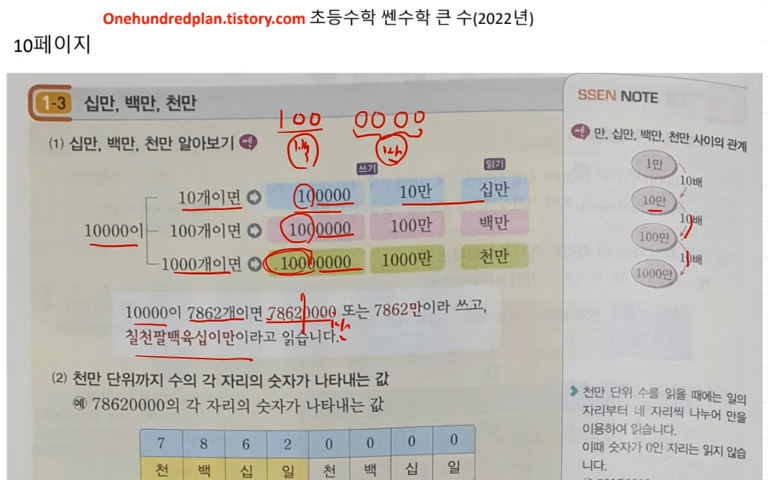 Onehundredplan.tistory.com 초등수학 쎈수학 큰 수(2022년)
10페이지
1-3 십만, 백만, 천만
SSEN NOTE
100 0000
만 일
(1) 십만, 백만, 천만 알아보기 쎈
쎈 만, 십만, 백만, 천만 사이의 관계
쓰기 읽기
10000이
10개이면 100000 10만 십만
100개이면 1000000 100만 백만
1000개이면 10000000 1000만 천만
1만
10배
10만
10배
100만
10배
1000만
10000이 7862개이면 78620000 또는 7862만이라 쓰고,
칠천팔백육십이만이라고 읽습니다.
(2) 천만 단위까지 수의 각 자리의 숫자가 나타내는 값
예 78620000의 각 자리의 숫자가 나타내는 값
7 8 6 2 0 0 0 0
천 백 십 일 천 백 십 일
천만 단위 수를 읽을 때에는 일의
자리부터 네 자리씩 나누어 만을
이용하여 읽습니다.
이때 숫자가 0인 자리는 읽지 않습
니다.